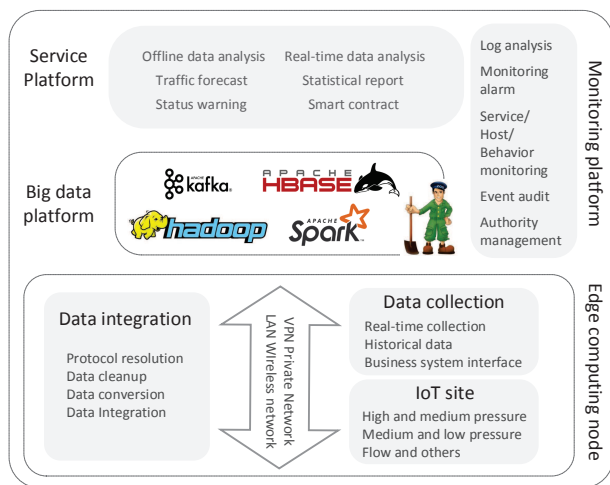 Service
Platform
Offline data analysis
Real-time data analysis
Traffic forecast
Statistical report
Status warning
Smart contract
Log analysis
Monitoring
alarm
Service/
Host/
Behavior
monitoring
Event audit
Authority
management
Monitoring platform
Big data
platform
APACHE
kafka®
APACHE
HBASE
hadoop
APACHE
Spark™
Data integration
Protocol resolution
Data cleanup
Data conversion
Data Integration
VPN Private Network
LAN WIreless network
Data collection
Real-time collection
Historical data
Business system interface
IoT site
High and medium pressure
Medium and low pressure
Flow and others
Edge computing node